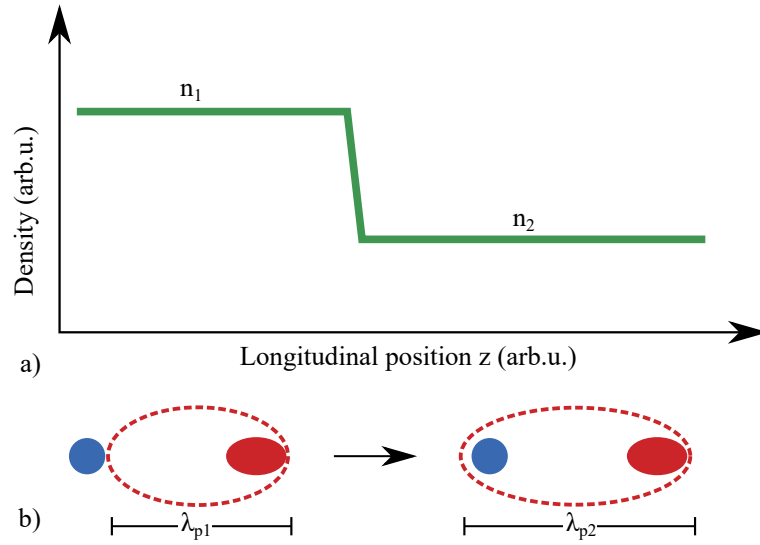 n₁
n₂
Density (arb.u.)
Longitudinal position z (arb.u.)
a)
b)
λₚ₁
λₚ₂